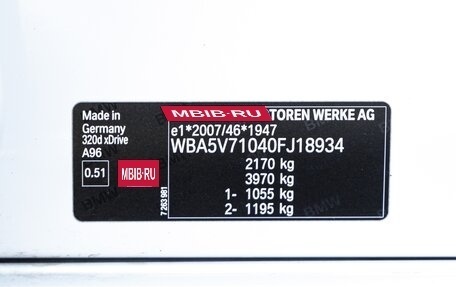 MBIB·RU TOREN WERKE AG
Made in
Germany
320d xDrive
A96
0.51
MBIB·RU
7 263 981
e1*2007/46*1947
WBA5V71040FJ18934
2170 kg
3970 kg
1- 1055 kg
2- 1195 kg